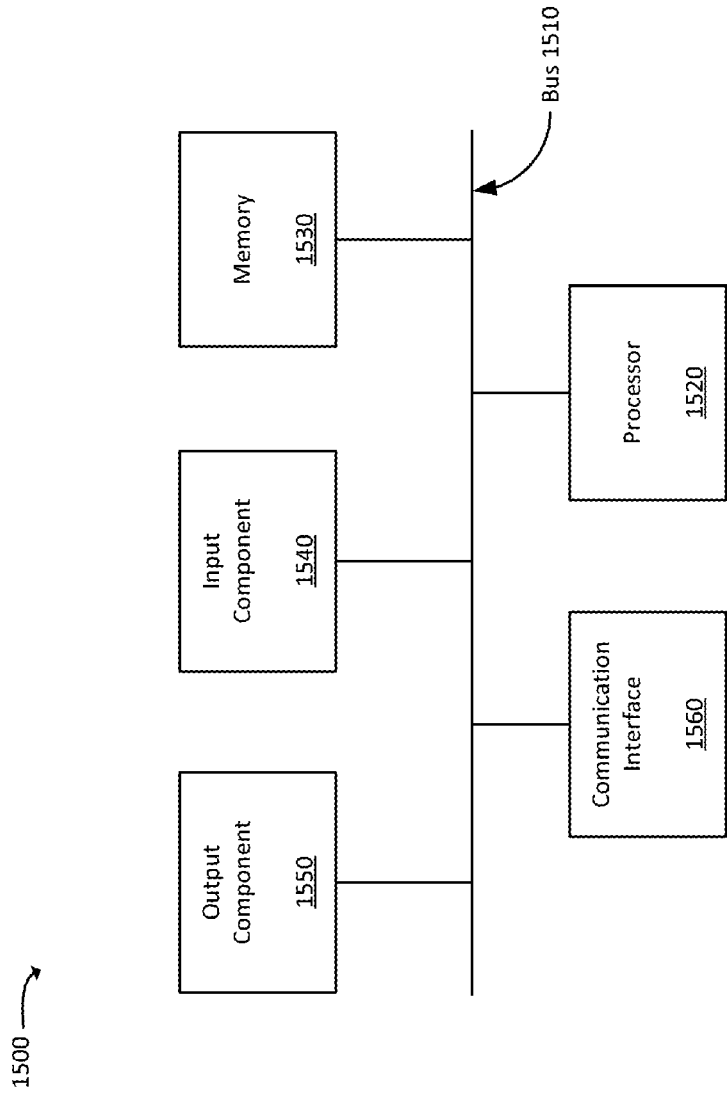 1500
Output
Component
1550
Input
Component
1540
Memory
1530
Bus 1510
Communication
Interface
1560
Processor
1520